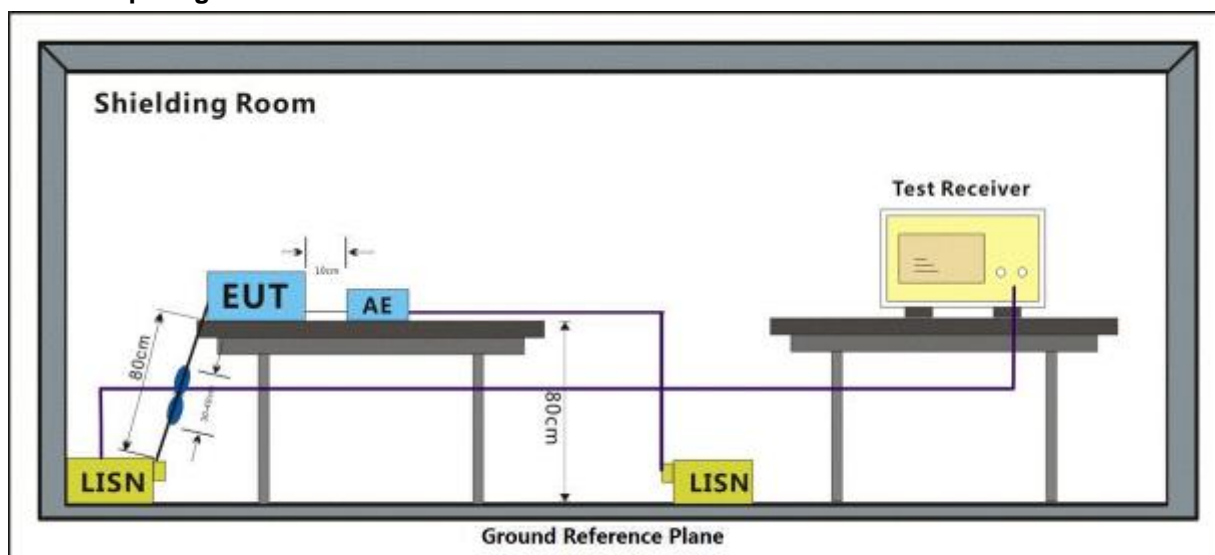 Shielding Room
Test Receiver
10cm
EUT
AE
80cm
80cm
LISN
LISN
Ground Reference Plane